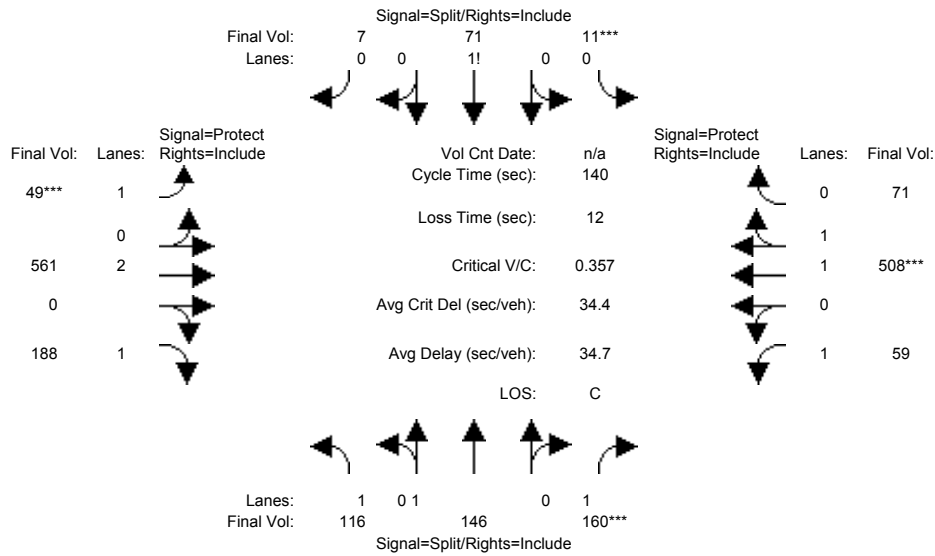 Signal=Split/Rights=Include
Final Vol: 7 71 11***
Lanes: 0 0 1! 0 0
Signal=Protect
Final Vol: Lanes: Rights=Include
Vol Cnt Date: n/a
Signal=Protect
Rights=Include Lanes: Final Vol:
Cycle Time (sec): 140
49*** 1
0 71
Loss Time (sec): 12
0
1
561 2
Critical V/C: 0.357
1 508***
0
Avg Crit Del (sec/veh): 34.4
0
188 1
Avg Delay (sec/veh): 34.7
1 59
LOS: C
Lanes: 1 0 1 0 1
Final Vol: 116 146 160***
Signal=Split/Rights=Include